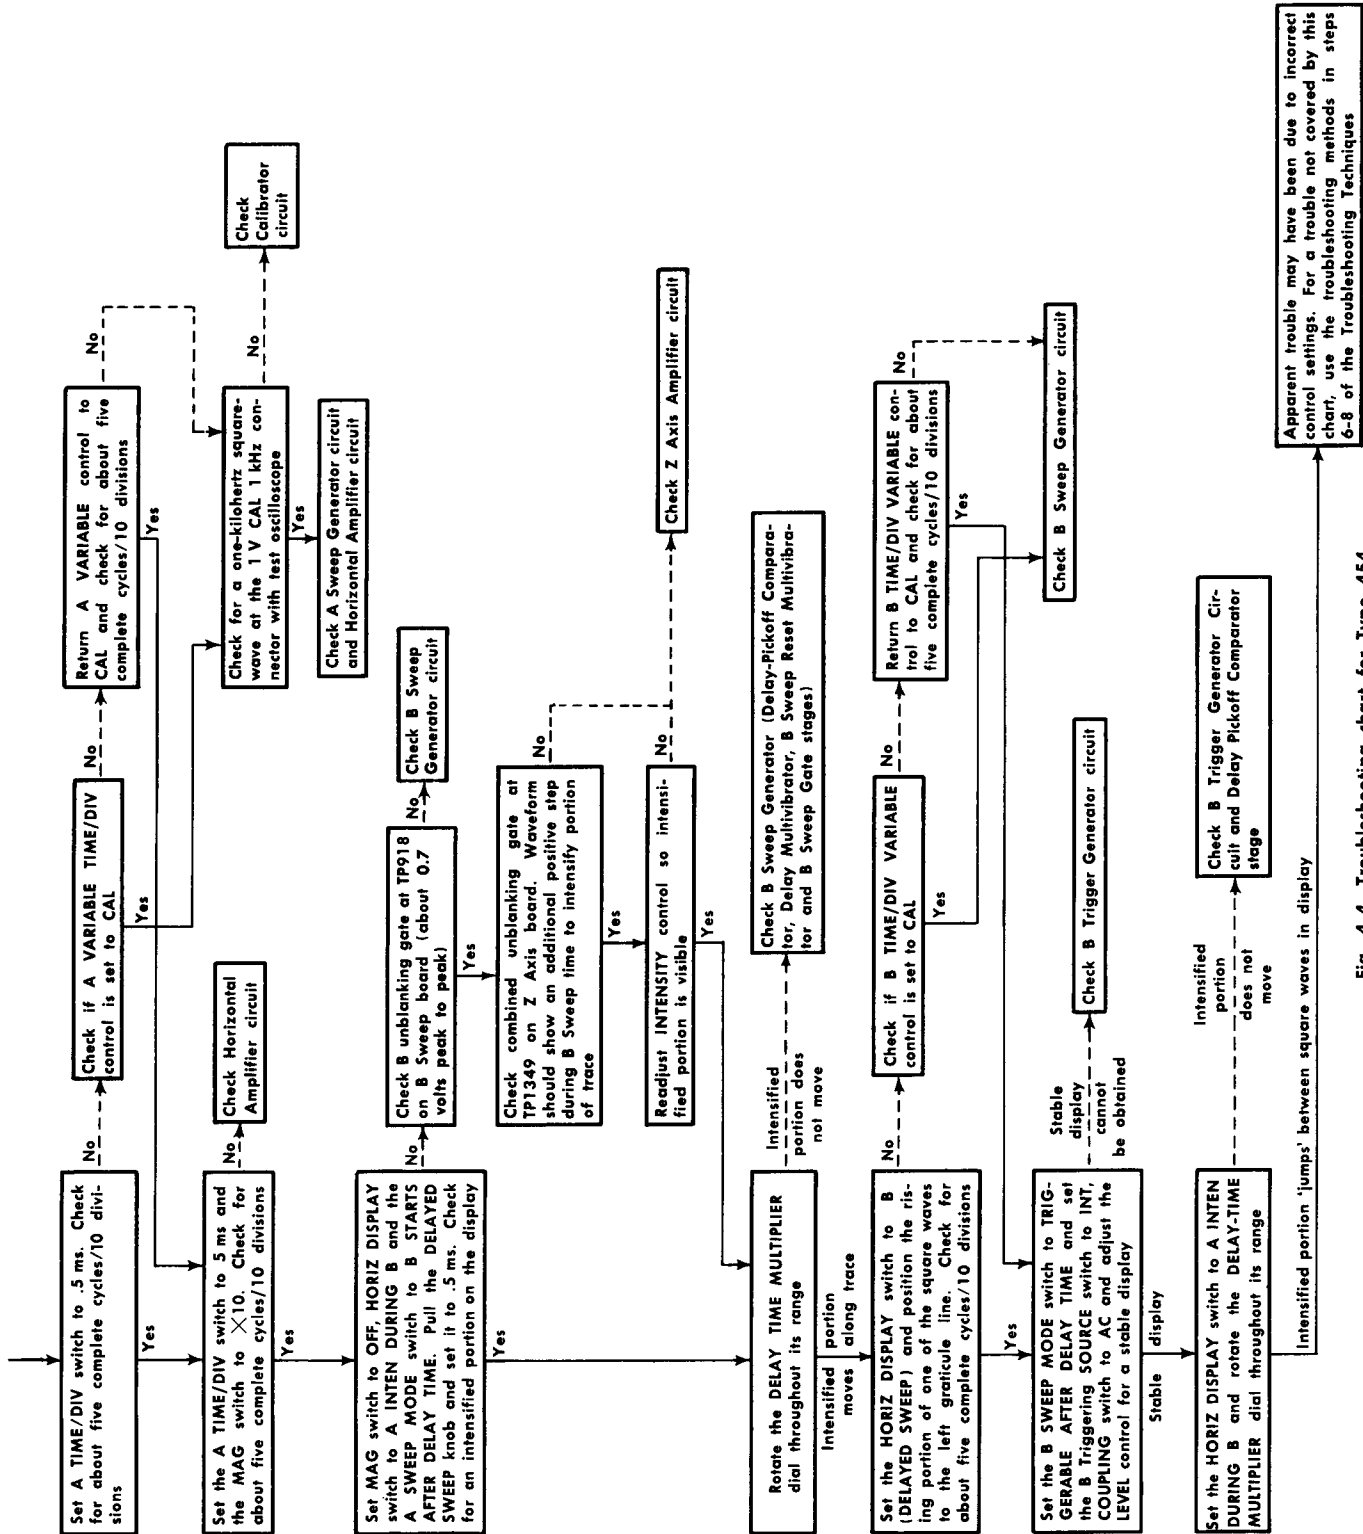 Set A TIME/DIV switch to .5 ms. Check
for about five complete cycles/10 divi-
sions
No
Check if A VARIABLE TIME/DIV
control is set to CAL
No
Return A VARIABLE control to
CAL and check for about five
complete cycles/10 divisions
No
Yes
Yes
Yes
Set the A TIME/DIV switch to 5 ms and
the MAG switch to ×10. Check for
about five complete cycles/10 divisions
No
Check Horizontal
Amplifier circuit
Check for a one-kilohertz square-
wave at the 1 V CAL 1 kHz con-
nector with test oscilloscope
No
Check
Calibrator
circuit
Yes
Yes
Check A Sweep Generator circuit
and Horizontal Amplifier circuit
Set MAG switch to OFF, HORIZ DISPLAY
switch to A INTEN DURING B and the
A SWEEP MODE switch to B STARTS
AFTER DELAY TIME. Pull the DELAYED
SWEEP knob and set it to .5 ms. Check
for an intensified portion on the display
No
Check B unblanking gate at TP918
on B Sweep board (about 0.7
volts peak to peak)
No
Check B Sweep
Generator circuit
Yes
Yes
Check combined unblanking gate at
TP1349 on Z Axis board. Waveform
should show an additional positive step
during B Sweep time to intensify portion
of trace
No
Yes
Readjust INTENSITY control so intensi-
fied portion is visible
No
Check Z Axis Amplifier circuit
Yes
Rotate the DELAY TIME MULTIPLIER
dial throughout its range
Intensified
portion does
not move
Check B Sweep Generator (Delay-Pickoff Compara-
tor, Delay Multivibrator, B Sweep Reset Multivibra-
tor and B Sweep Gate stages)
Intensified portion
moves along trace
Set the HORIZ DISPLAY switch to B
(DELAYED SWEEP) and position the ris-
ing portion of one of the square waves
to the left graticule line. Check for
about five complete cycles/10 divisions
No
Check if B TIME/DIV VARIABLE
control is set to CAL
No
Return B TIME/DIV VARIABLE con-
trol to CAL and check for about
five complete cycles/10 divisions
No
Yes
Yes
Yes
Check B Sweep Generator circuit
Set the B SWEEP MODE switch to TRIG-
GERABLE AFTER DELAY TIME and set
the B Triggering SOURCE switch to INT,
COUPLING switch to AC and adjust the
LEVEL control for a stable display
Stable
display
cannot
be obtained
Check B Trigger Generator circuit
Stable display
Set the HORIZ DISPLAY switch to A INTEN
DURING B and rotate the DELAY-TIME
MULTIPLIER dial throughout its range
Intensified
portion
does not
move
Check B Trigger Generator Cir-
cuit and Delay Pickoff Comparator
stage
Intensified portion 'jumps' between square waves in display
Apparent trouble may have been due to incorrect
control settings. For a trouble not covered by this
chart, use the troubleshooting methods in steps
6-8 of the Troubleshooting Techniques
Fig. 4-4. Troubleshooting chart for Type 454